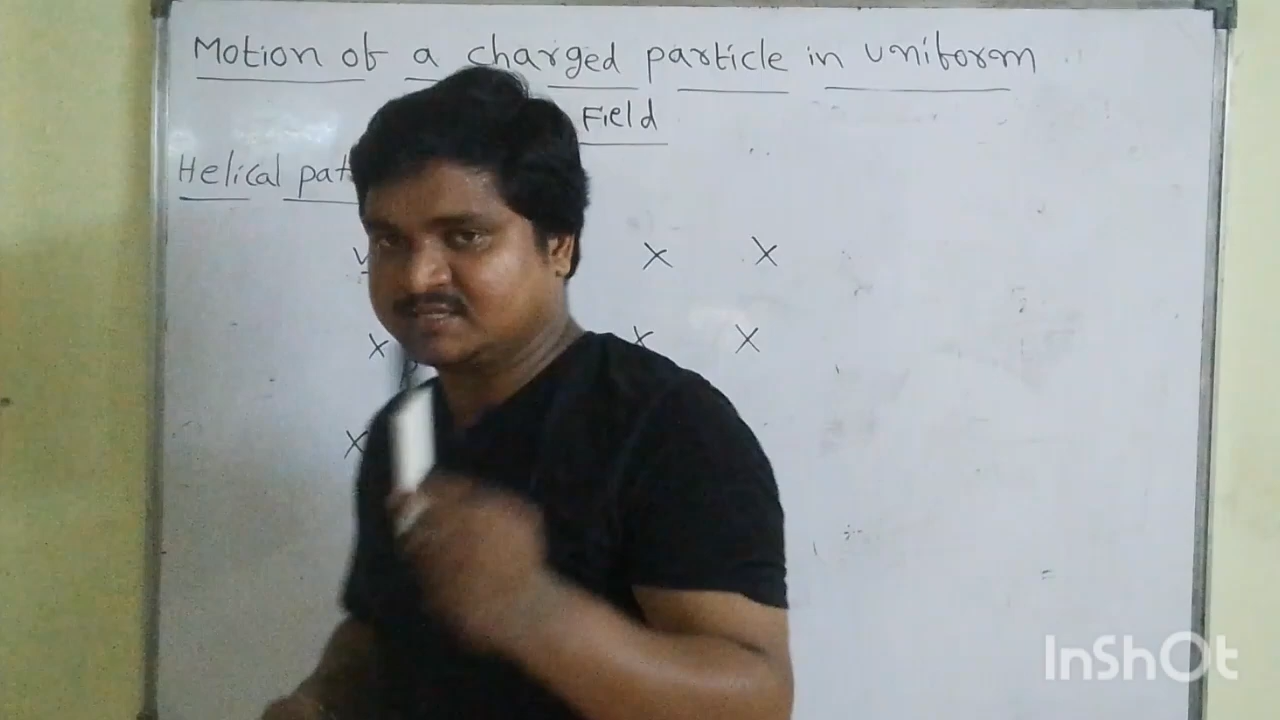 Motion of a charged particle in uniform
Field
Helical
X X
X X X
X
InShOt